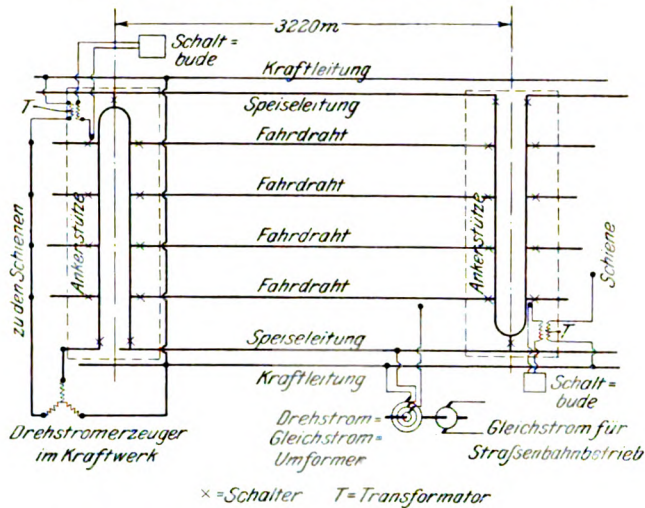 3220m
Schalt=
bude
Kraftleitung
T
Speiseleitung
Fahrdraht
Fahrdraht
Fahrdraht
Fahrdraht
zu den Schienen
Ankerstütze
Ankerstütze
Schiene
T
Speiseleitung
Kraftleitung
Schalt=
bude
Drehstromerzeuger
im Kraftwerk
Drehstrom=
Gleichstrom=
Umformer
Gleichstrom für
Straßenbahnbetrieb
×=Schalter T=Transformator